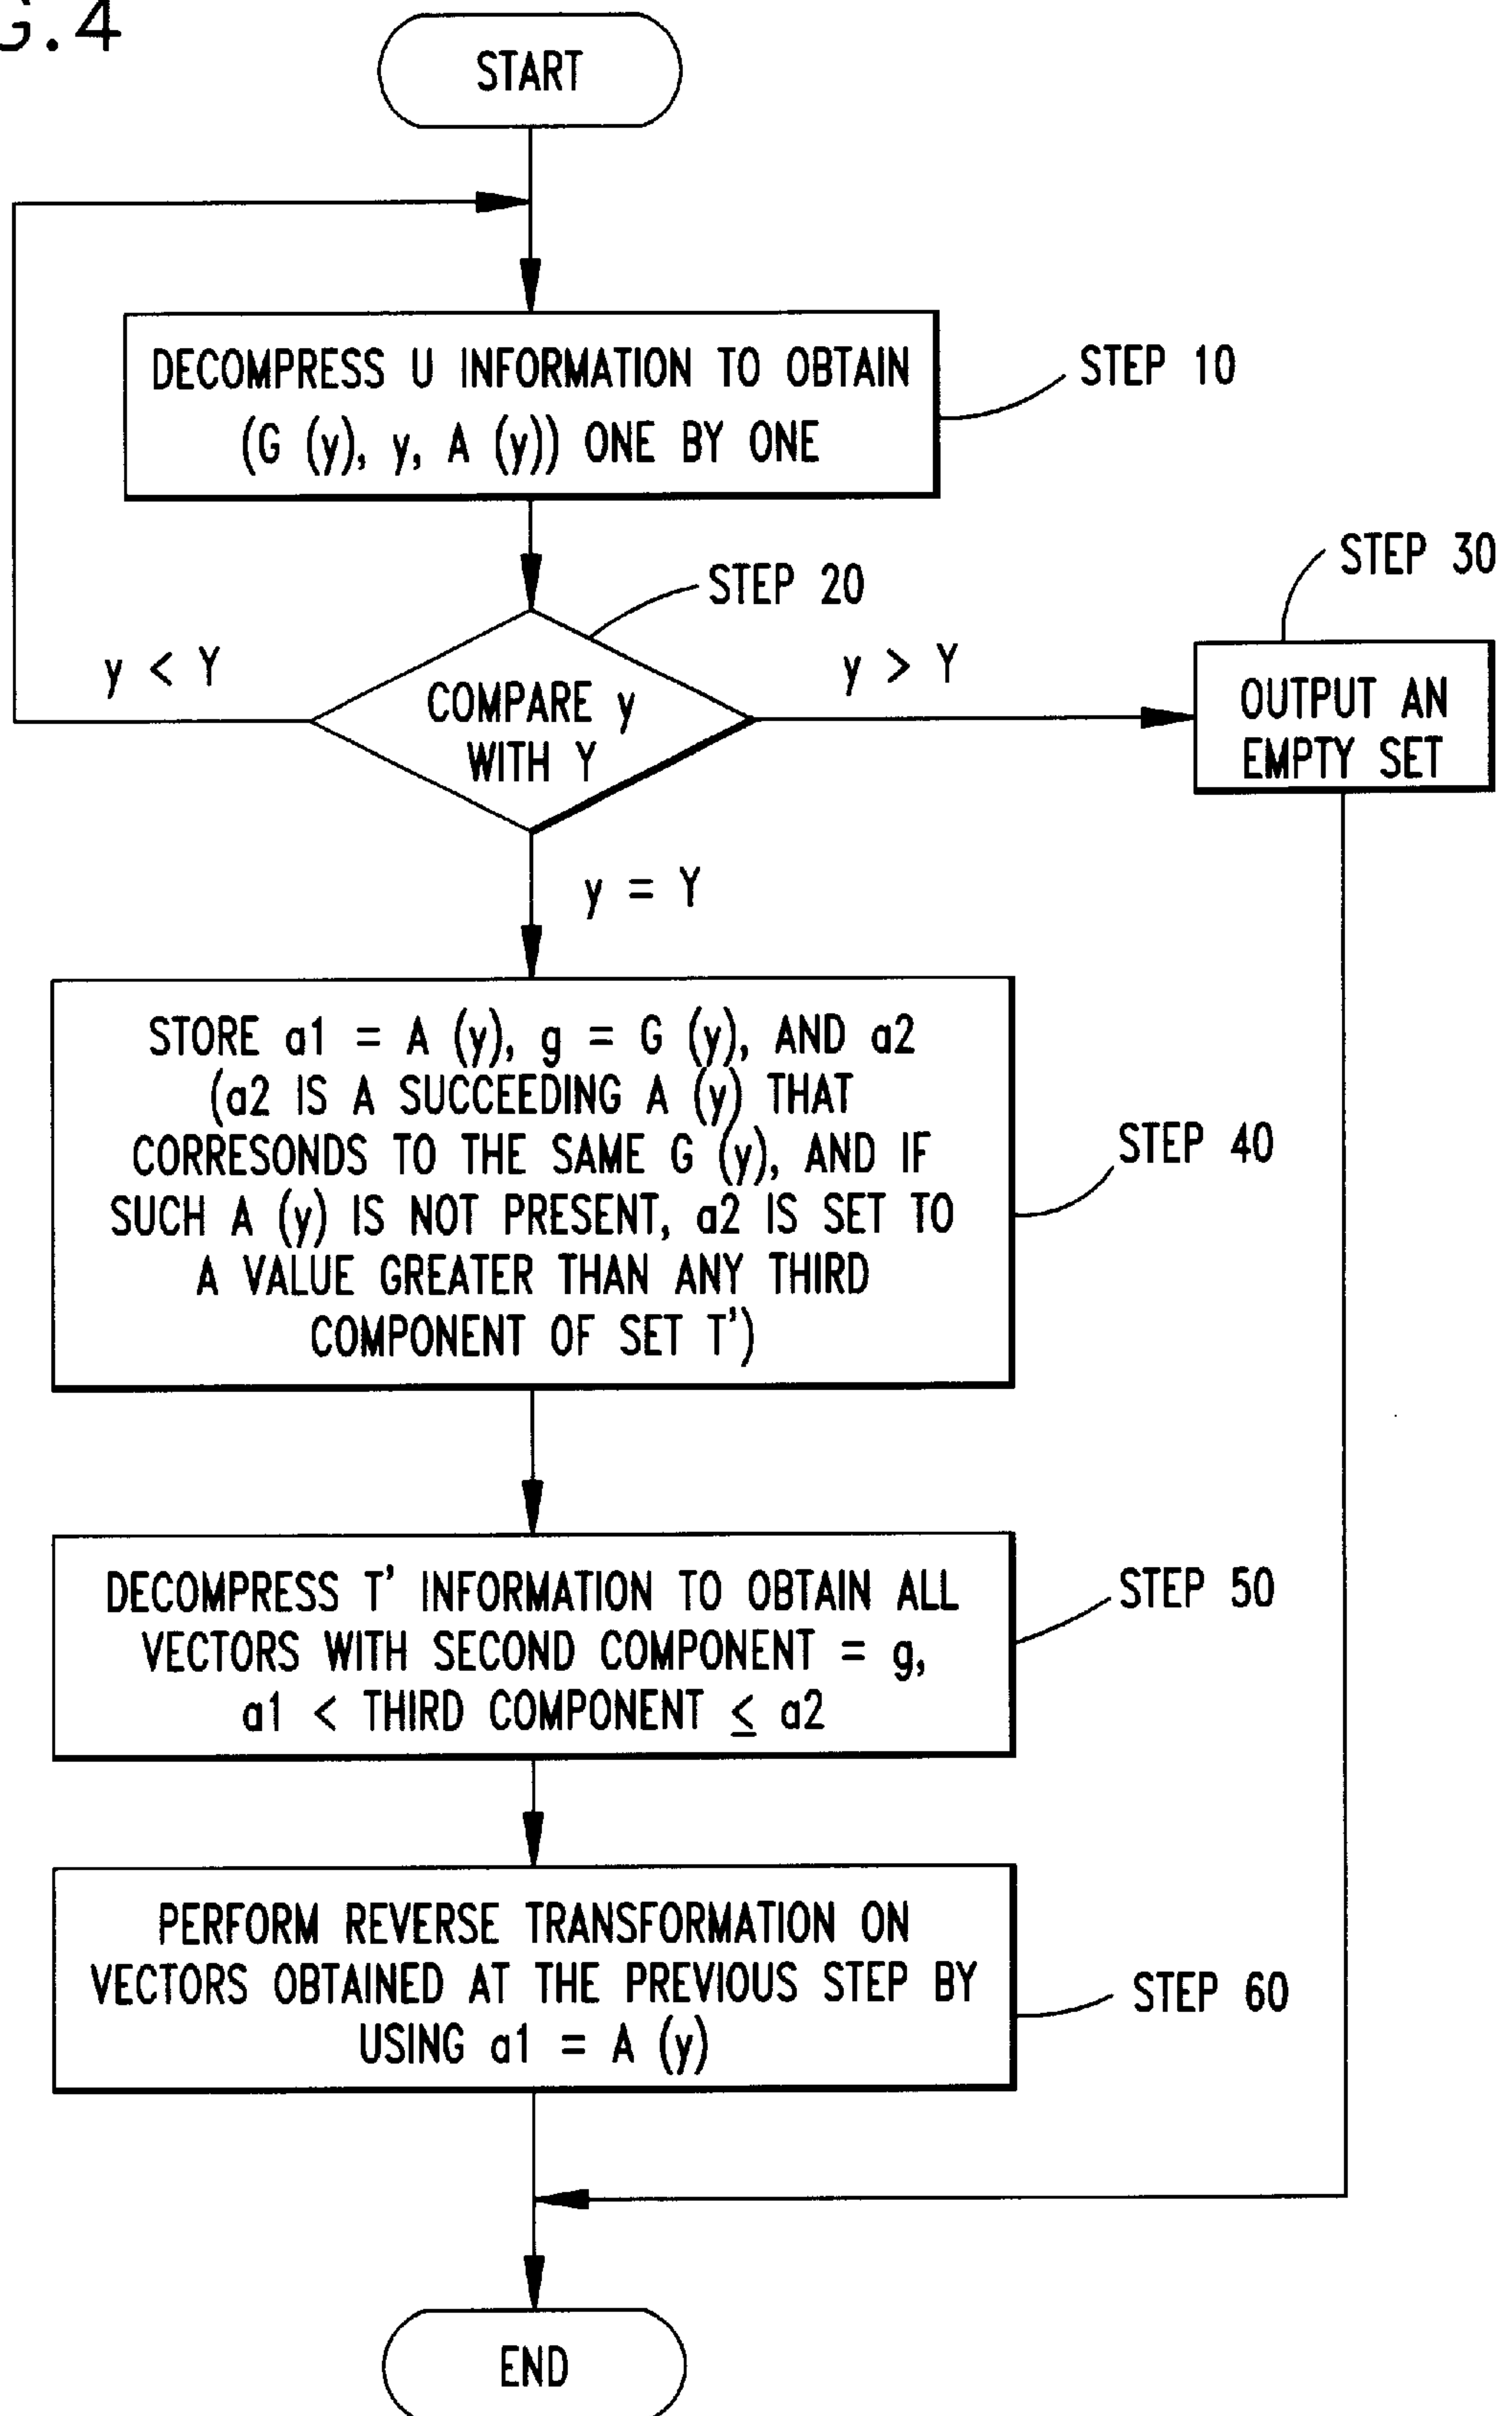 G.4
START
DECOMPRESS U INFORMATION TO OBTAIN
(G (y), y, A (y)) ONE BY ONE
STEP 10
STEP 20
STEP 30
y < Y
COMPARE y
WITH Y
y > Y
OUTPUT AN
EMPTY SET
y = Y
STORE a1 = A (y), g = G (y), AND a2
(a2 IS A SUCCEEDING A (y) THAT
CORRESONDS TO THE SAME G (y), AND IF
SUCH A (y) IS NOT PRESENT, a2 IS SET TO
A VALUE GREATER THAN ANY THIRD
COMPONENT OF SET T')
STEP 40
DECOMPRESS T' INFORMATION TO OBTAIN ALL
VECTORS WITH SECOND COMPONENT = g,
a1 < THIRD COMPONENT ≤ a2
STEP 50
PERFORM REVERSE TRANSFORMATION ON
VECTORS OBTAINED AT THE PREVIOUS STEP BY
USING a1 = A (y)
STEP 60
END